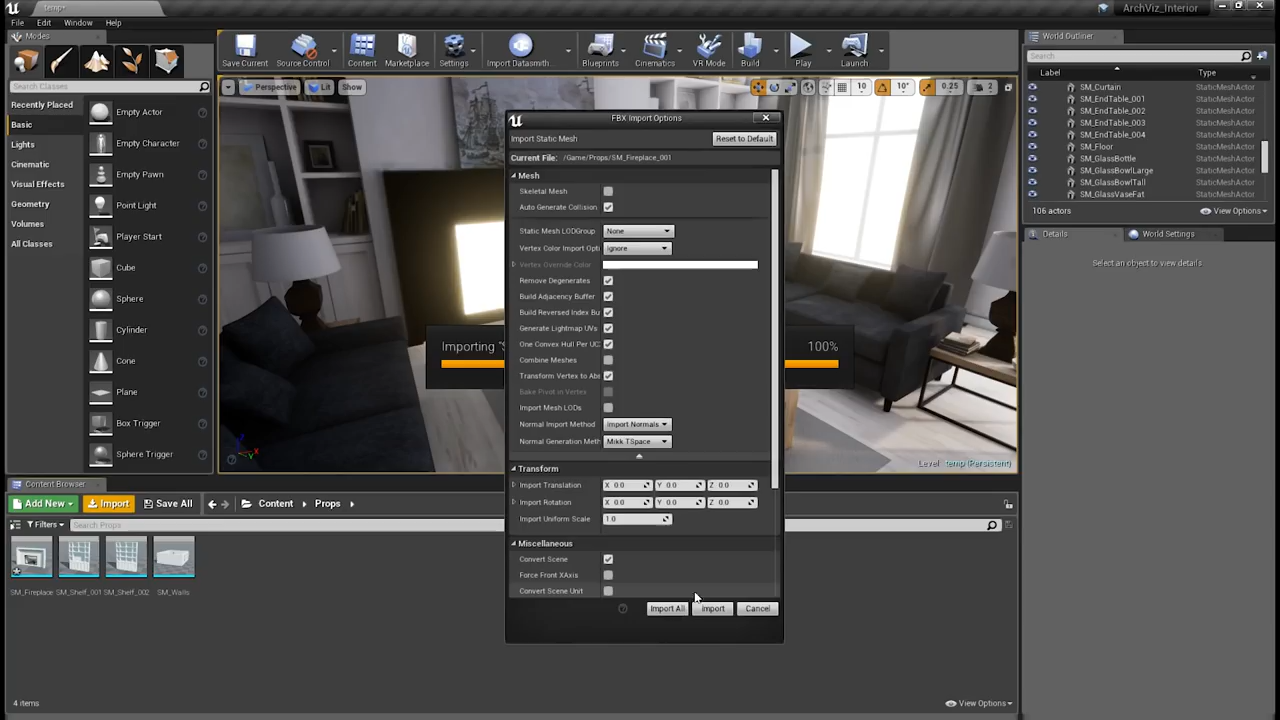 temp*
ArchViz_Interior
File Edit Window Help
Modes
Search Classes
Recently Placed
Basic
Lights
Cinematic
Visual Effects
Geometry
Volumes
All Classes
Empty Actor
Empty Character
Empty Pawn
Point Light
Player Start
Cube
Sphere
Cylinder
Cone
Plane
Box Trigger
Sphere Trigger
Save Current
Source Control
Content
Marketplace
Settings
Import Datasmith...
Blueprints
Cinematics
VR Mode
Build
Play
Launch
Perspective
Lit
Show
10
10°
0.25
2
Importing "S
100%
Level: temp (Persistent)
FBX Import Options
Import Static Mesh
Reset to Default
Current File: /Game/Props/SM_Fireplace_001
Mesh
Skeletal Mesh
Auto Generate Collision
Static Mesh LODGroup None
Vertex Color Import Opti Ignore
Vertex Override Color
Remove Degenerates
Build Adjacency Buffer
Build Reversed Index Bu
Generate Lightmap UVs
One Convex Hull Per UC
Combine Meshes
Transform Vertex to Abs
Bake Pivot in Vertex
Import Mesh LODs
Normal Import Method Import Normals
Normal Generation Meth Mikk TSpace
Transform
Import Translation X 0.0 Y 0.0 Z 0.0
Import Rotation X 0.0 Y 0.0 Z 0.0
Import Uniform Scale 1.0
Miscellaneous
Convert Scene
Force Front XAxis
Convert Scene Unit
Import All Import Cancel
World Outliner
Search
Label Type
SM_Curtain StaticMeshActor
SM_EndTable_001 StaticMeshActor
SM_EndTable_002 StaticMeshActor
SM_EndTable_003 StaticMeshActor
SM_EndTable_004 StaticMeshActor
SM_Floor StaticMeshActor
SM_GlassBottle StaticMeshActor
SM_GlassBowlLarge StaticMeshActor
SM_GlassBowlTall StaticMeshActor
SM_GlassVaseFat StaticMeshActor
106 actors
View Options
Details
World Settings
Select an object to view details
Content Browser
Add New Import Save All Content Props
Filters Search Props
SM_Fireplace SM_Shelf_001 SM_Shelf_002 SM_Walls
4 items
View Options